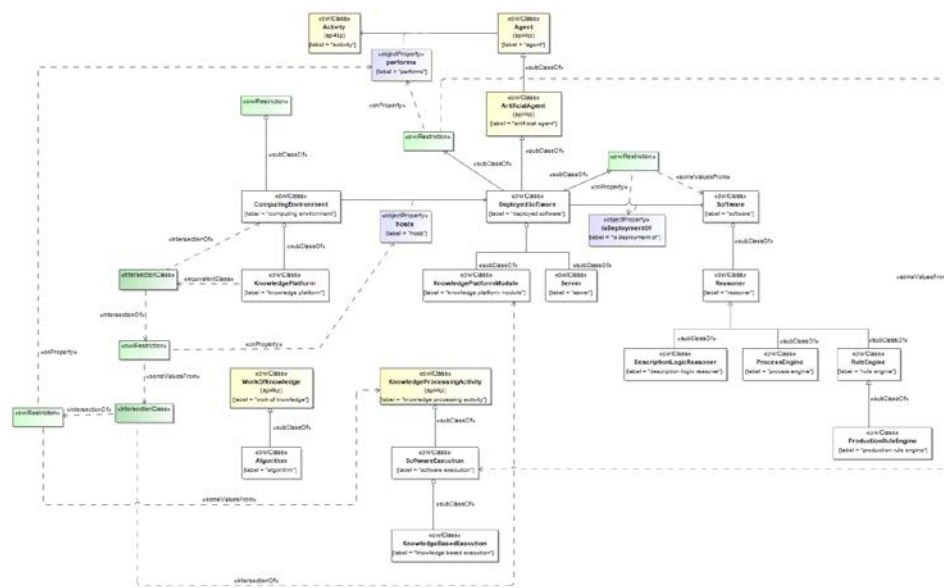 «owlClass»
Activity
(api4kp)
[label = "activity"]
«owlClass»
Agent
(api4kp)
[label = "agent"]
«objectProperty»
performs
[label = "performs"]
«subClassOf»
«owlClass»
ArtificialAgent
(api4kp)
[label = "artificial agent"]
«onProperty»
«owlRestriction»
«owlRestriction»
«subClassOf»
«subClassOf»
«subClassOf»
«owlRestriction»
«subClassOf»
«someValuesFrom»
«onProperty»
«owlClass»
ComputingEnvironment
[label = "computing environment"]
«owlClass»
DeployedSoftware
[label = "deployed software"]
«owlClass»
Software
[label = "software"]
«objectProperty»
hosts
[label = "hosts"]
«objectProperty»
isDeploymentOf
[label = "is deployment of"]
«intersectionOf»
«subClassOf»
«subClassOf»
«subClassOf»
«subClassOf»
«intersectionClass»
«equivalentClass»
«owlClass»
KnowledgePlatform
[label = "knowledge platform"]
«owlClass»
KnowledgePlatformModule
[label = "knowledge platform module"]
«owlClass»
Server
[label = "server"]
«owlClass»
Reasoner
[label = "reasoner"]
«someValuesFrom»
«intersectionOf»
«owlRestriction»
«onProperty»
«onProperty»
«someValuesFrom»
«subClassOf»
«subClassOf»
«subClassOf»
«owlClass»
DescriptionLogicReasoner
[label = "description logic reasoner"]
«owlClass»
ProcessEngine
[label = "process engine"]
«owlClass»
RuleEngine
[label = "rule engine"]
«owlClass»
WorkOfKnowledge
(api4kp)
[label = "work of knowledge"]
«owlClass»
KnowledgeProcessingActivity
(api4kp)
[label = "knowledge processing activity"]
«owlRestriction»
«intersectionOf»
«intersectionClass»
«subClassOf»
«subClassOf»
«subClassOf»
«owlClass»
ProductionRuleEngine
[label = "production rule engine"]
«owlClass»
Algorithm
[label = "algorithm"]
«owlClass»
SoftwareExecution
[label = "software execution"]
«someValuesFrom»
«subClassOf»
«owlClass»
KnowledgeBasedExecution
[label = "knowledge based execution"]
«intersectionOf»